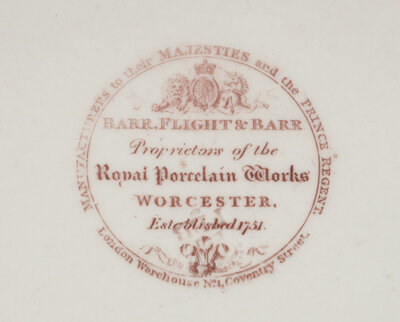 MANUFACTURERS to their MAJESTIES and the PRINCE REGENT.
BARR, FLIGHT & BARR
Proprietors of the
Royal Porcelain Works
WORCESTER.
Established 1751.
London Warehouse No. 1, Coventry Street.